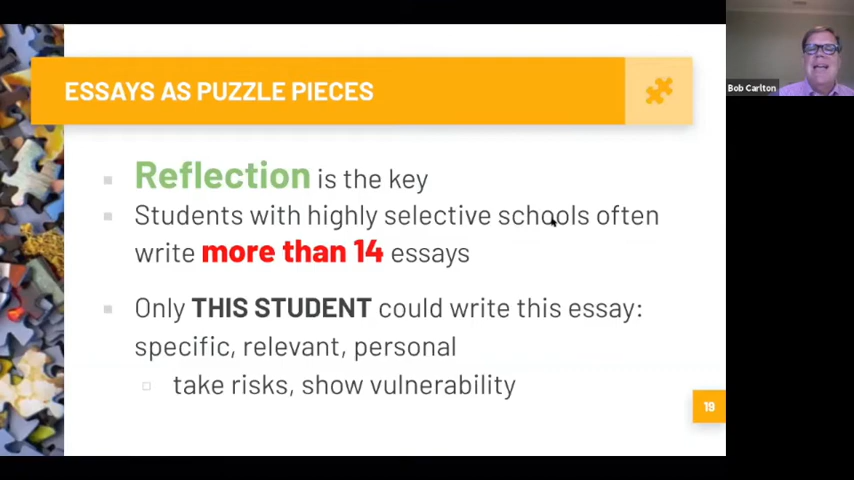 ESSAYS AS PUZZLE PIECES
Bob Carlton
Reflection is the key
Students with highly selective schools often
write more than 14 essays
Only THIS STUDENT could write this essay:
specific, relevant, personal
take risks, show vulnerability
19